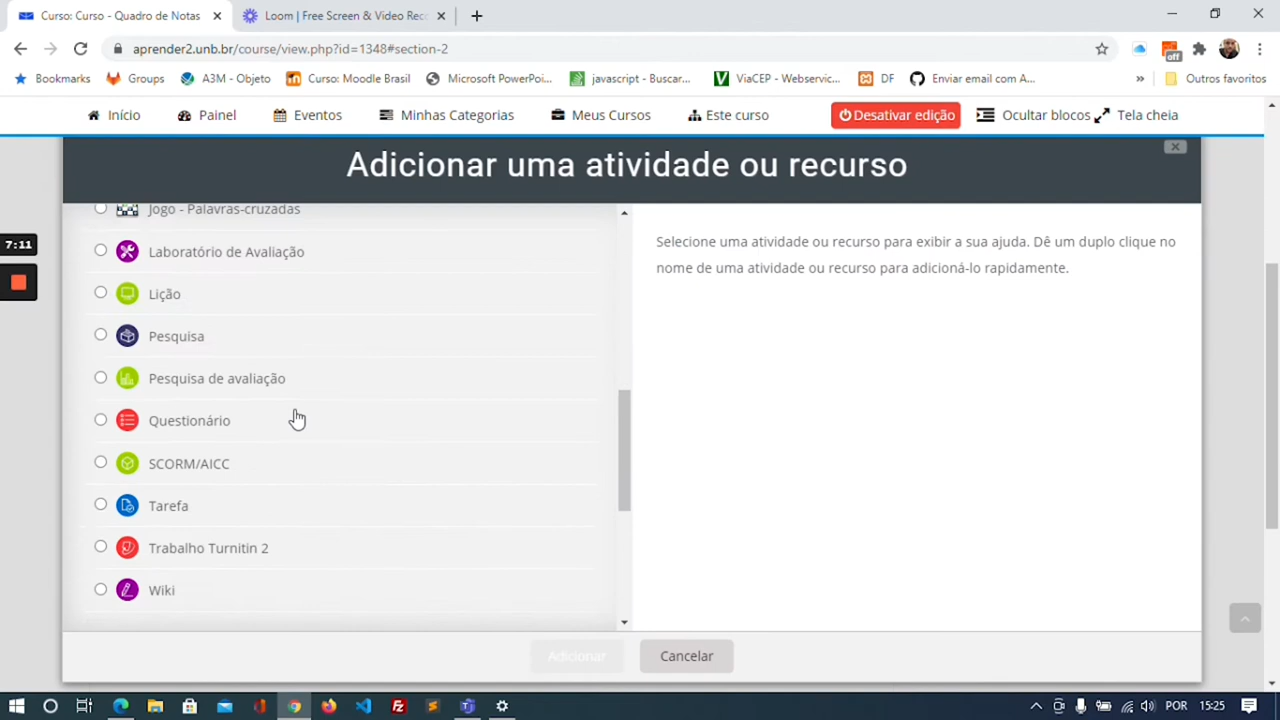 Curso: Curso - Quadro de Notas
Loom | Free Screen & Video Rec
aprender2.unb.br/course/view.php?id=1348#section-2
off
Bookmarks
Groups
A3M - Objeto
Curso: Moodle Brasil
Microsoft PowerPoi...
javascript - Buscar...
ViaCEP - Webservic...
DF
Enviar email com A...
»
Outros favoritos
Início
Painel
Eventos
Minhas Categorias
Meus Cursos
Este curso
Desativar edição
Ocultar blocos
Tela cheia
Adicionar uma atividade ou recurso
Jogo - Palavras-cruzadas
Laboratório de Avaliação
Lição
Pesquisa
Pesquisa de avaliação
Questionário
SCORM/AICC
Tarefa
Trabalho Turnitin 2
Wiki
Selecione uma atividade ou recurso para exibir a sua ajuda. Dê um duplo clique no
nome de uma atividade ou recurso para adicioná-lo rapidamente.
7:11
Adicionar
Cancelar
POR
15:25